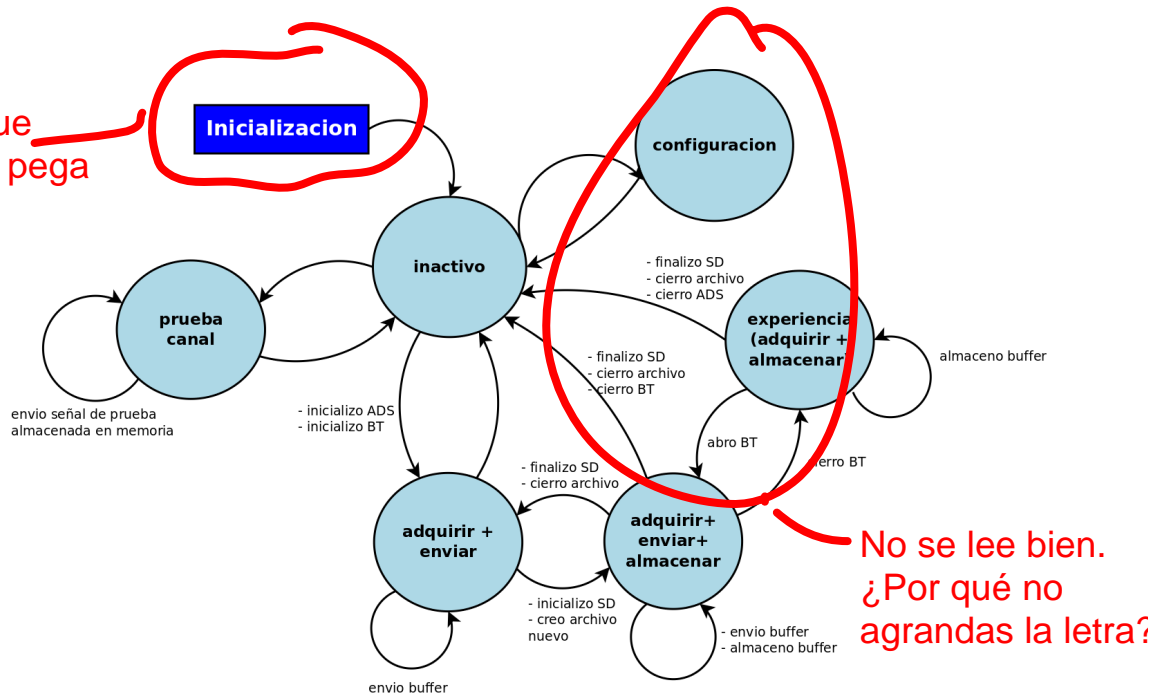 Inicializacion
pega
configuracion
inactivo
- finalizo SD
- cierro archivo
- cierro ADS
prueba
canal
experiencia
(adquirir +
almacenar
- finalizo SD
- cierro archivo
- cierro BT
almaceno buffer
envio señal de prueba
almacenada en memoria
- inicializo ADS
- inicializo BT
abro BT
ierro BT
- finalizo SD
- cierro archivo
adquirir +
enviar
adquirir+
enviar+
almacenar
No se lee bien.
¿Por qué no
agrandas la letra?
- inicializo SD
- creo archivo
nuevo
- envio buffer
- almaceno buffer
envio buffer